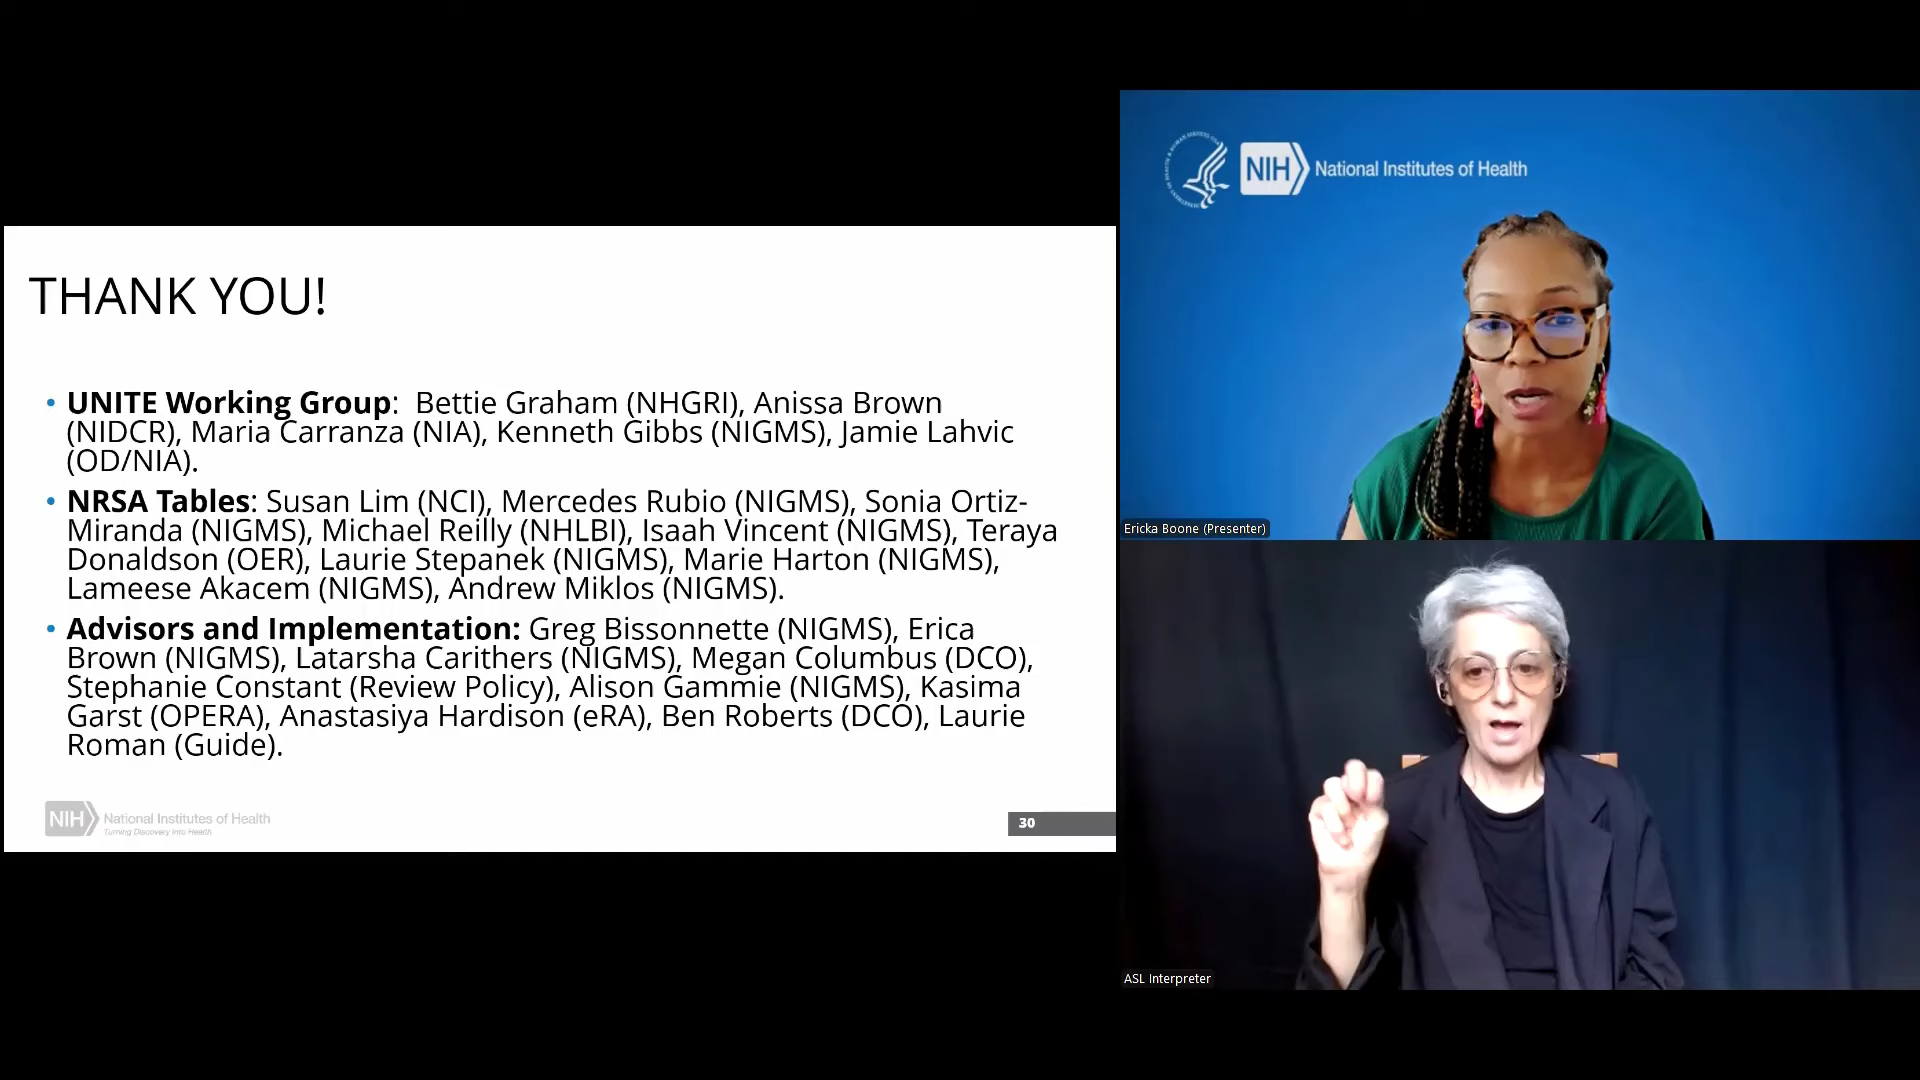 THANK YOU!
• UNITE Working Group:  Bettie Graham (NHGRI), Anissa Brown
(NIDCR), Maria Carranza (NIA), Kenneth Gibbs (NIGMS), Jamie Lahvic
(OD/NIA).
• NRSA Tables: Susan Lim (NCI), Mercedes Rubio (NIGMS), Sonia Ortiz-
Miranda (NIGMS), Michael Reilly (NHLBI), Isaah Vincent (NIGMS), Teraya
Donaldson (OER), Laurie Stepanek (NIGMS), Marie Harton (NIGMS),
Lameese Akacem (NIGMS), Andrew Miklos (NIGMS).
• Advisors and Implementation: Greg Bissonnette (NIGMS), Erica
Brown (NIGMS), Latarsha Carithers (NIGMS), Megan Columbus (DCO),
Stephanie Constant (Review Policy), Alison Gammie (NIGMS), Kasima
Garst (OPERA), Anastasiya Hardison (eRA), Ben Roberts (DCO), Laurie
Roman (Guide).
NIH National Institutes of Health
Turning Discovery Into Health
30
NIH National Institutes of Health
Ericka Boone (Presenter)
ASL Interpreter